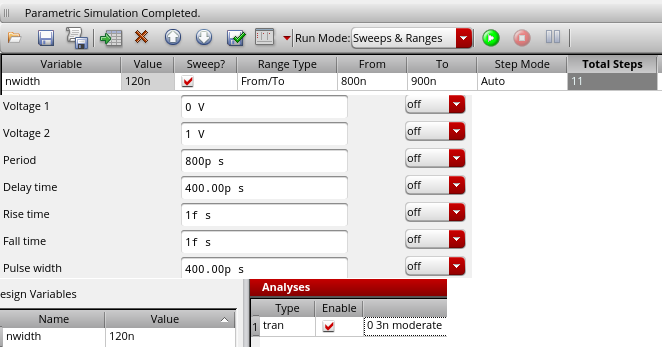 Parametric Simulation Completed.
Run Mode: Sweeps & Ranges
Variable Value Sweep? Range Type From To Step Mode Total Steps
nwidth 120n From/To 800n 900n Auto 11
Voltage 1 0 V off
Voltage 2 1 V off
Period 800p s off
Delay time 400.00p s off
Rise time 1f s off
Fall time 1f s off
Pulse width 400.00p s off
esign Variables
Name Value
nwidth 120n
Analyses
Type Enable
1 tran 0 3n moderate